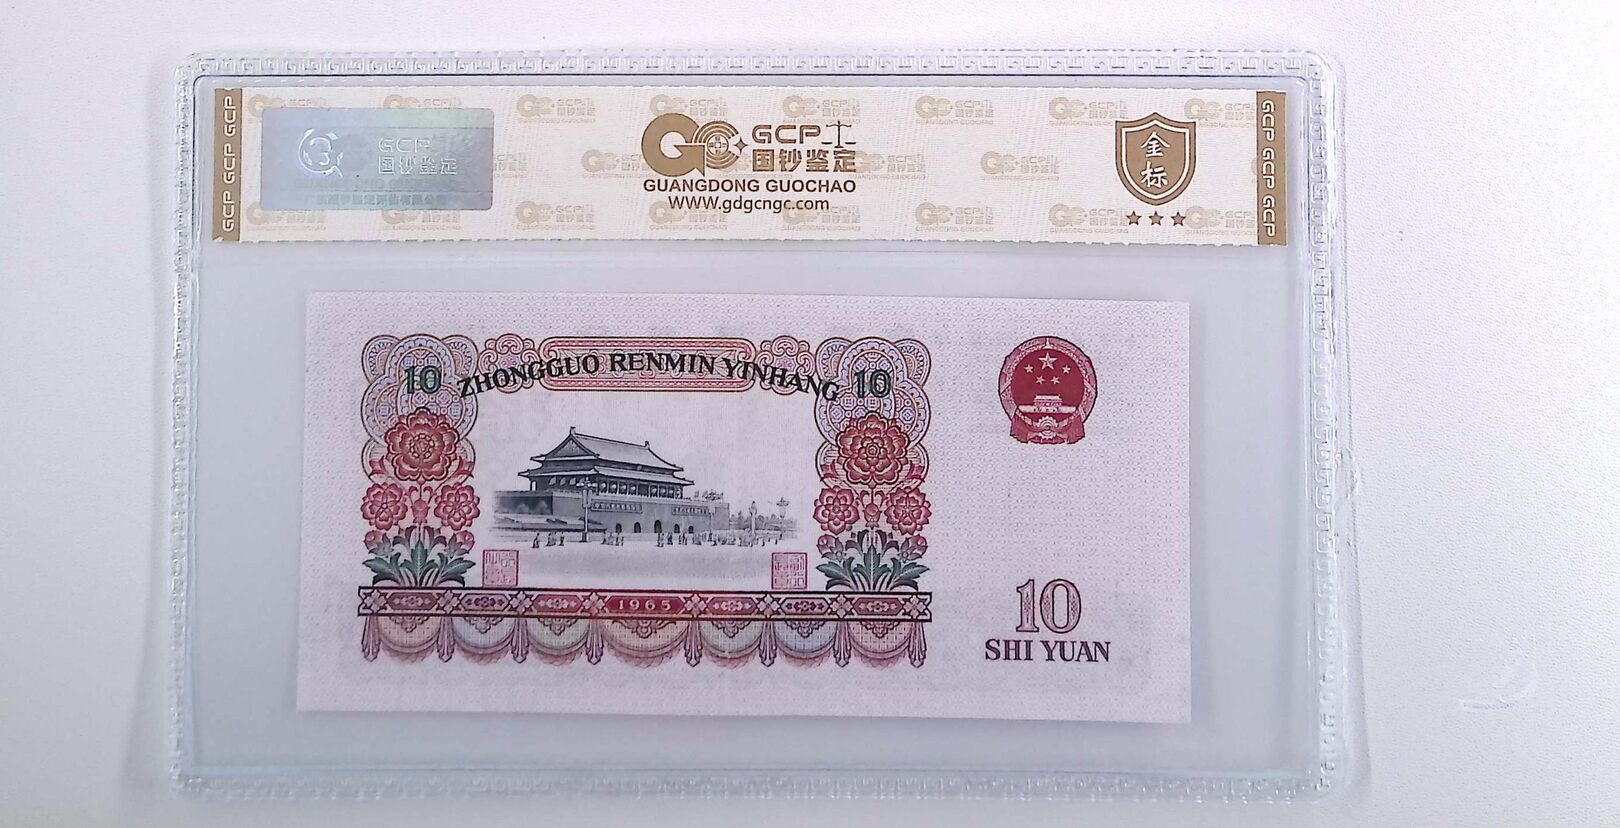 GCP GCP GCP
GCP
国钞鉴定
GCP
国钞鉴定
GUANGDONG GUOCHAO
www.gdgcngc.com
金标
GCP GCP GCP
10 ZHONGGUO RENMIN YINHANG 10
1965
10
SHI YUAN